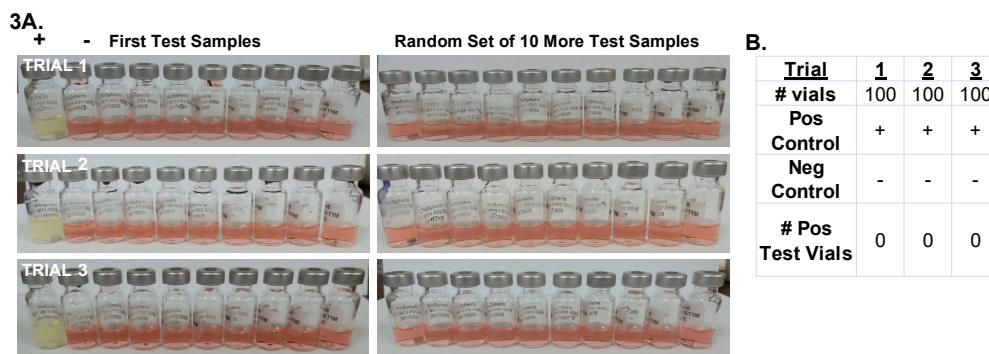 3A.
+ - First Test Samples Random Set of 10 More Test Samples
TRIAL 1
TRIAL 2
TRIAL 3
B.
Trial 1 2 3
# vials 100 100 100
Pos
Control + + +
Neg
Control - - -
# Pos
Test Vials 0 0 0